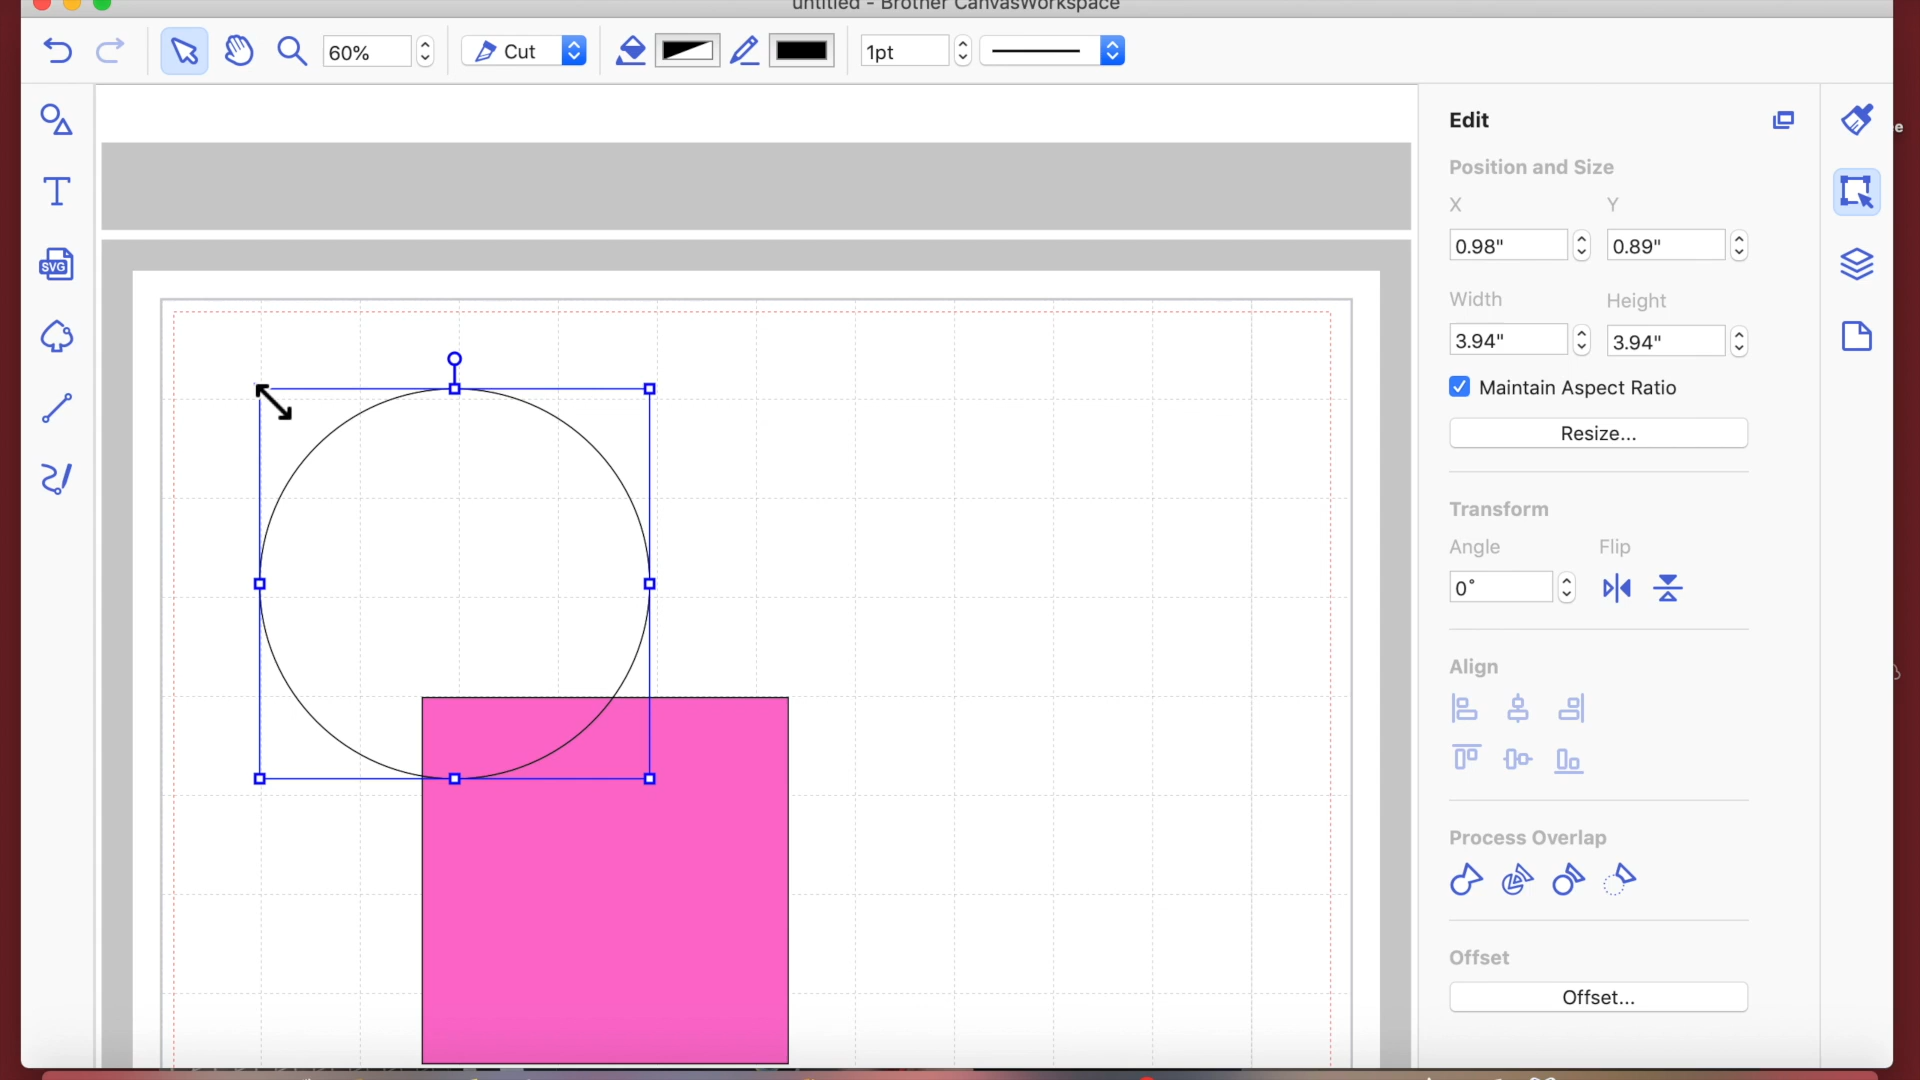 untitled - Brother CanvasWorkspace
60%
Cut
1pt
Edit
Position and Size
X Y
0.98" 0.89"
Width Height
3.94" 3.94"
Maintain Aspect Ratio
Resize...
Transform
Angle Flip
0°
Align
Process Overlap
Offset
Offset...
T
SVG
e